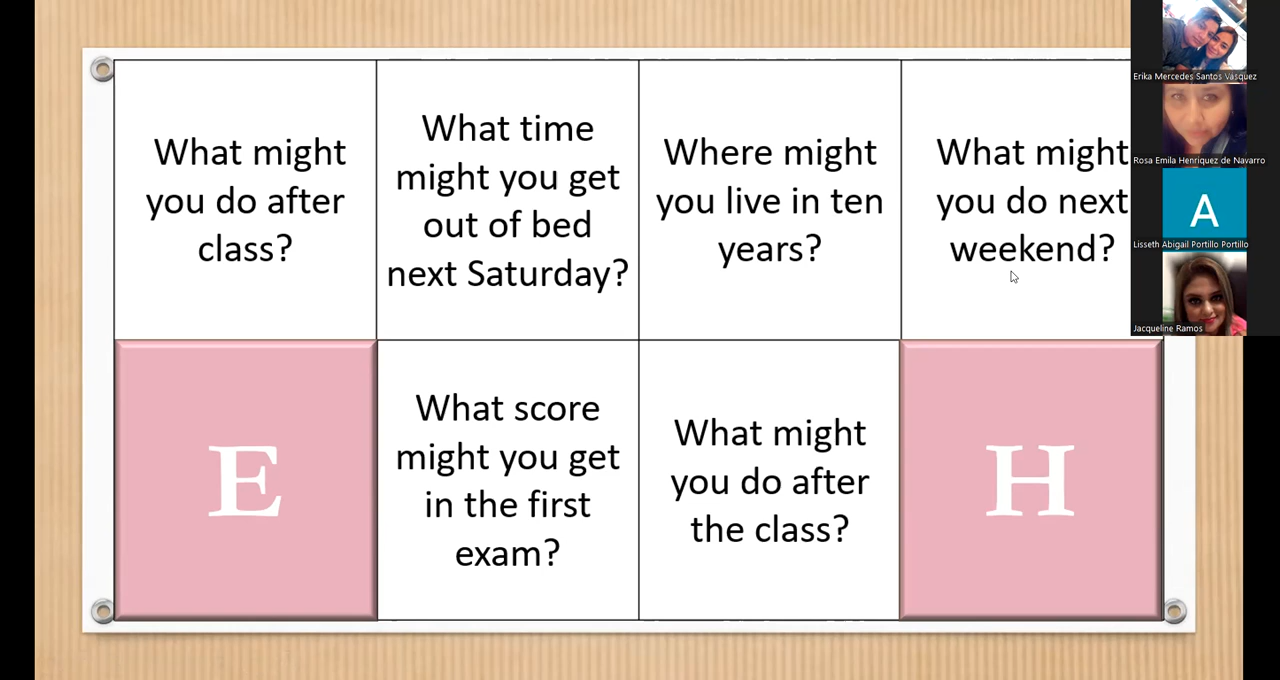 What might
you do after
class?
What time
might you get
out of bed
next Saturday?
Where might
you live in ten
years?
What might
you do next
weekend?
E
What score
might you get
in the first
exam?
What might
you do after
the class?
H
Erika Mercedes Santos Vásquez
Rosa Emila Henriquez de Navarro
A
Lisseth Abigail Portillo Portillo
Jacqueline Ramos